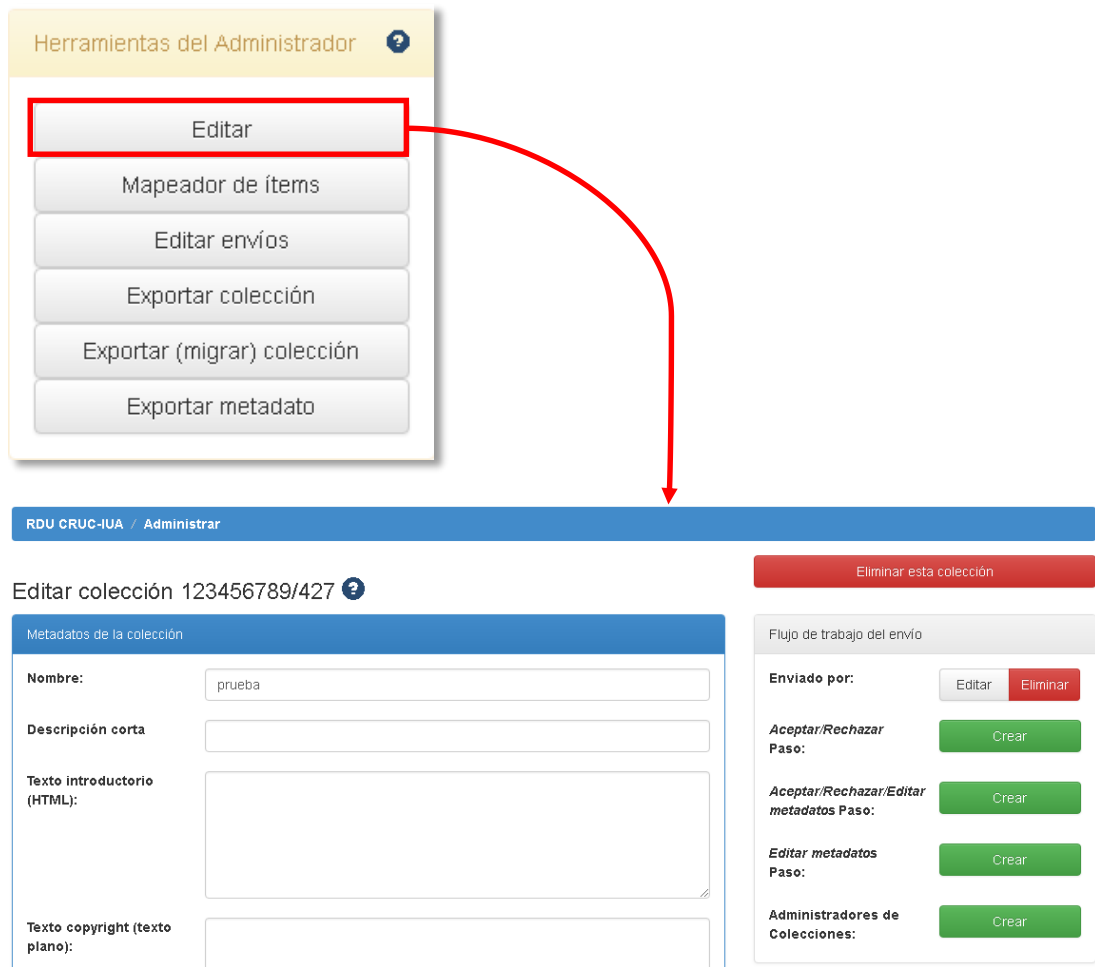 Herramientas del Administrador ?
Editar
Mapeador de ítems
Editar envíos
Exportar colección
Exportar (migrar) colección
Exportar metadato
RDU CRUC-IUA / Administrar
Editar colección 123456789/427 ?
Eliminar esta colección
Metadatos de la colección
Nombre:
prueba
Descripción corta
Texto introductorio
(HTML):
Texto copyright (texto
plano):
Flujo de trabajo del envío
Enviado por:
Editar Eliminar
Aceptar/Rechazar
Paso:
Crear
Aceptar/Rechazar/Editar
metadatos Paso:
Crear
Editar metadatos
Paso:
Crear
Administradores de
Colecciones:
Crear